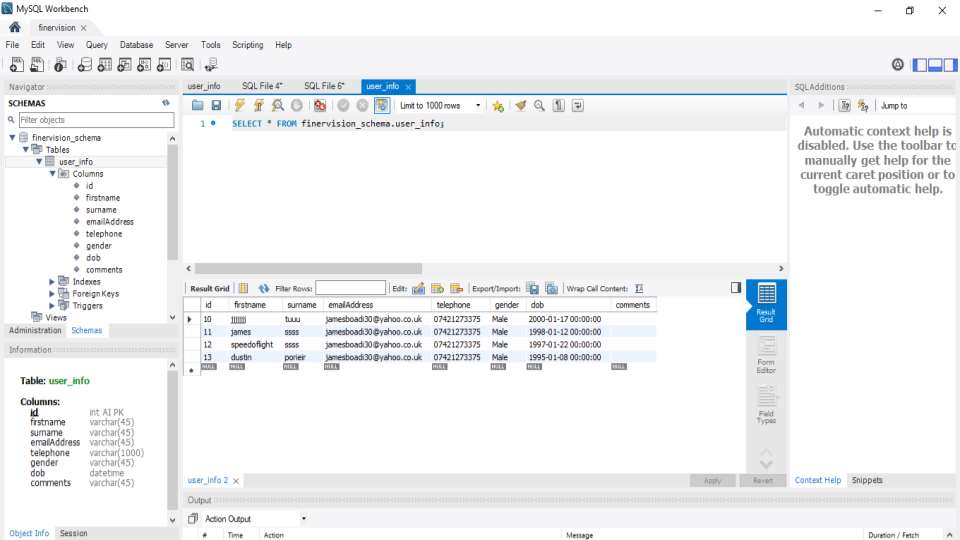 MySQL Workbench
finervision ×
File Edit View Query Database Server Tools Scripting Help
Navigator
SCHEMAS
Filter objects
finervision_schema
Tables
user_info
Columns
id
firstname
surname
emailAddress
telephone
gender
dob
comments
Indexes
Foreign Keys
Triggers
Views
Administration Schemas
Information
Table: user_info
Columns:
id int AI PK
firstname varchar(45)
surname varchar(45)
emailAddress varchar(45)
telephone varchar(1000)
gender varchar(45)
dob datetime
comments varchar(45)
Object Info Session
user_info SQL File 4* SQL File 6* user_info ×
Limit to 1000 rows
1 SELECT * FROM finervision_schema.user_info;
Result Grid Filter Rows: Edit: Export/Import: Wrap Cell Content:
id firstname surname emailAddress telephone gender dob comments
10 jjjjjjj tuuu jamesboadi30@yahoo.co.uk 07421273375 Male 2000-01-17 00:00:00
11 james ssss jamesboadi30@yahoo.co.uk 07421273375 Male 1998-01-12 00:00:00
12 speedoflight ssss jamesboadi30@yahoo.co.uk 07421273375 Male 1997-01-22 00:00:00
13 dustin porieir jamesboadi30@yahoo.co.uk 07421273375 Male 1995-01-08 00:00:00
NULL NULL NULL NULL NULL NULL NULL NULL
Result Grid
Form Editor
Field Types
user_info 2 ×
Apply Revert
Output
Action Output
# Time Action Message Duration / Fetch
SQLAdditions
Jump to
Automatic context help is
disabled. Use the toolbar to
manually get help for the
current caret position or to
toggle automatic help.
Context Help Snippets